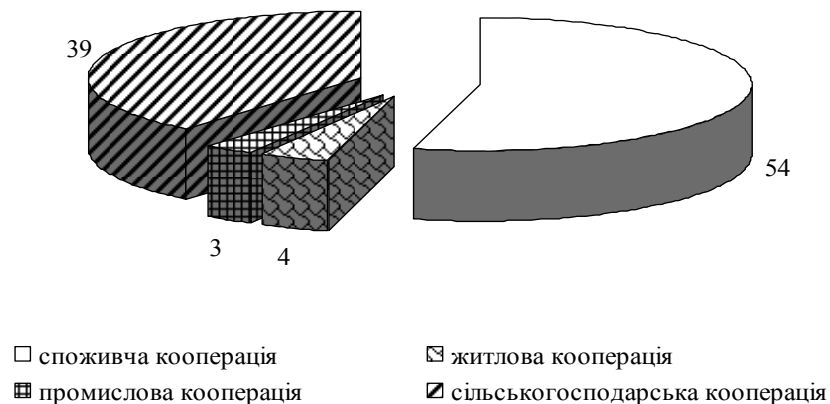 39
54
3
4
споживча кооперація
житлова кооперація
промислова кооперація
сільськогосподарська кооперація